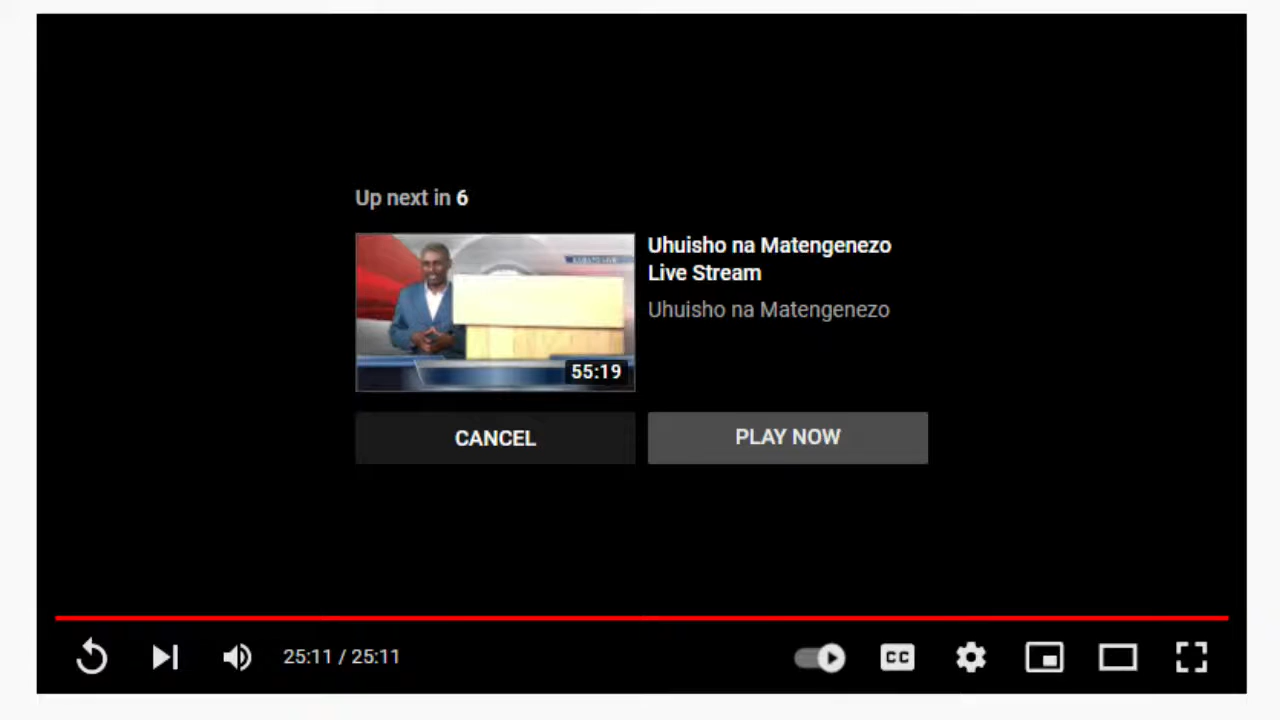 Up next in 6
Uhuisho na Matengenezo
Live Stream
Uhuisho na Matengenezo
55:19
CANCEL
PLAY NOW
25:11 / 25:11
CC